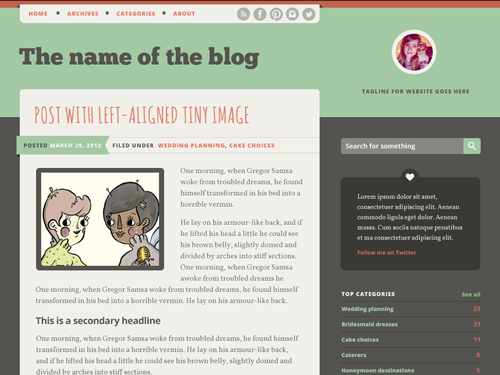 HOME • ARCHIVES • CATEGORIES • ABOUT
The name of the blog
TAGLINE FOR WEBSITE GOES HERE
POST WITH LEFT-ALIGNED TINY IMAGE
POSTED MARCH 29, 2012 FILED UNDER WEDDING PLANNING, CAKE CHOICES
One morning, when Gregor Samsa
woke from troubled dreams, he found
himself transformed in his bed into a
horrible vermin.
He lay on his armour-like back, and if
he lifted his head a little he could see
his brown belly, slightly domed and
divided by arches into stiff sections.
One morning, when Gregor Samsa
awoke from troubled dreams he
One morning, when Gregor Samsa woke from troubled dreams, he found himself
transformed in his bed into a horrible vermin. He lay on his armour-like back.
This is a secondary headline
One morning, when Gregor Samsa woke from troubled dreams, he found himself
transformed in his bed into a horrible vermin. He lay on his armour-like back,
and if he lifted his head a little he could see his brown belly, slightly domed and
divided by arches into stiff sections. One morning, when Gregor Samsa woke
Search for something
Lorem ipsum dolor sit amet,
consectetuer adipiscing elit. Aenean
commodo ligula eget dolor. Aenean
massa. Cum sociis natoque penatibus
et ma consectetuer adipiscing elit.
Follow me on Twitter
TOP CATEGORIES See all
Wedding planning 33
Bridesmaid dresses 21
Cake choices 11
Caterers 8
Honeymoon destinations 5